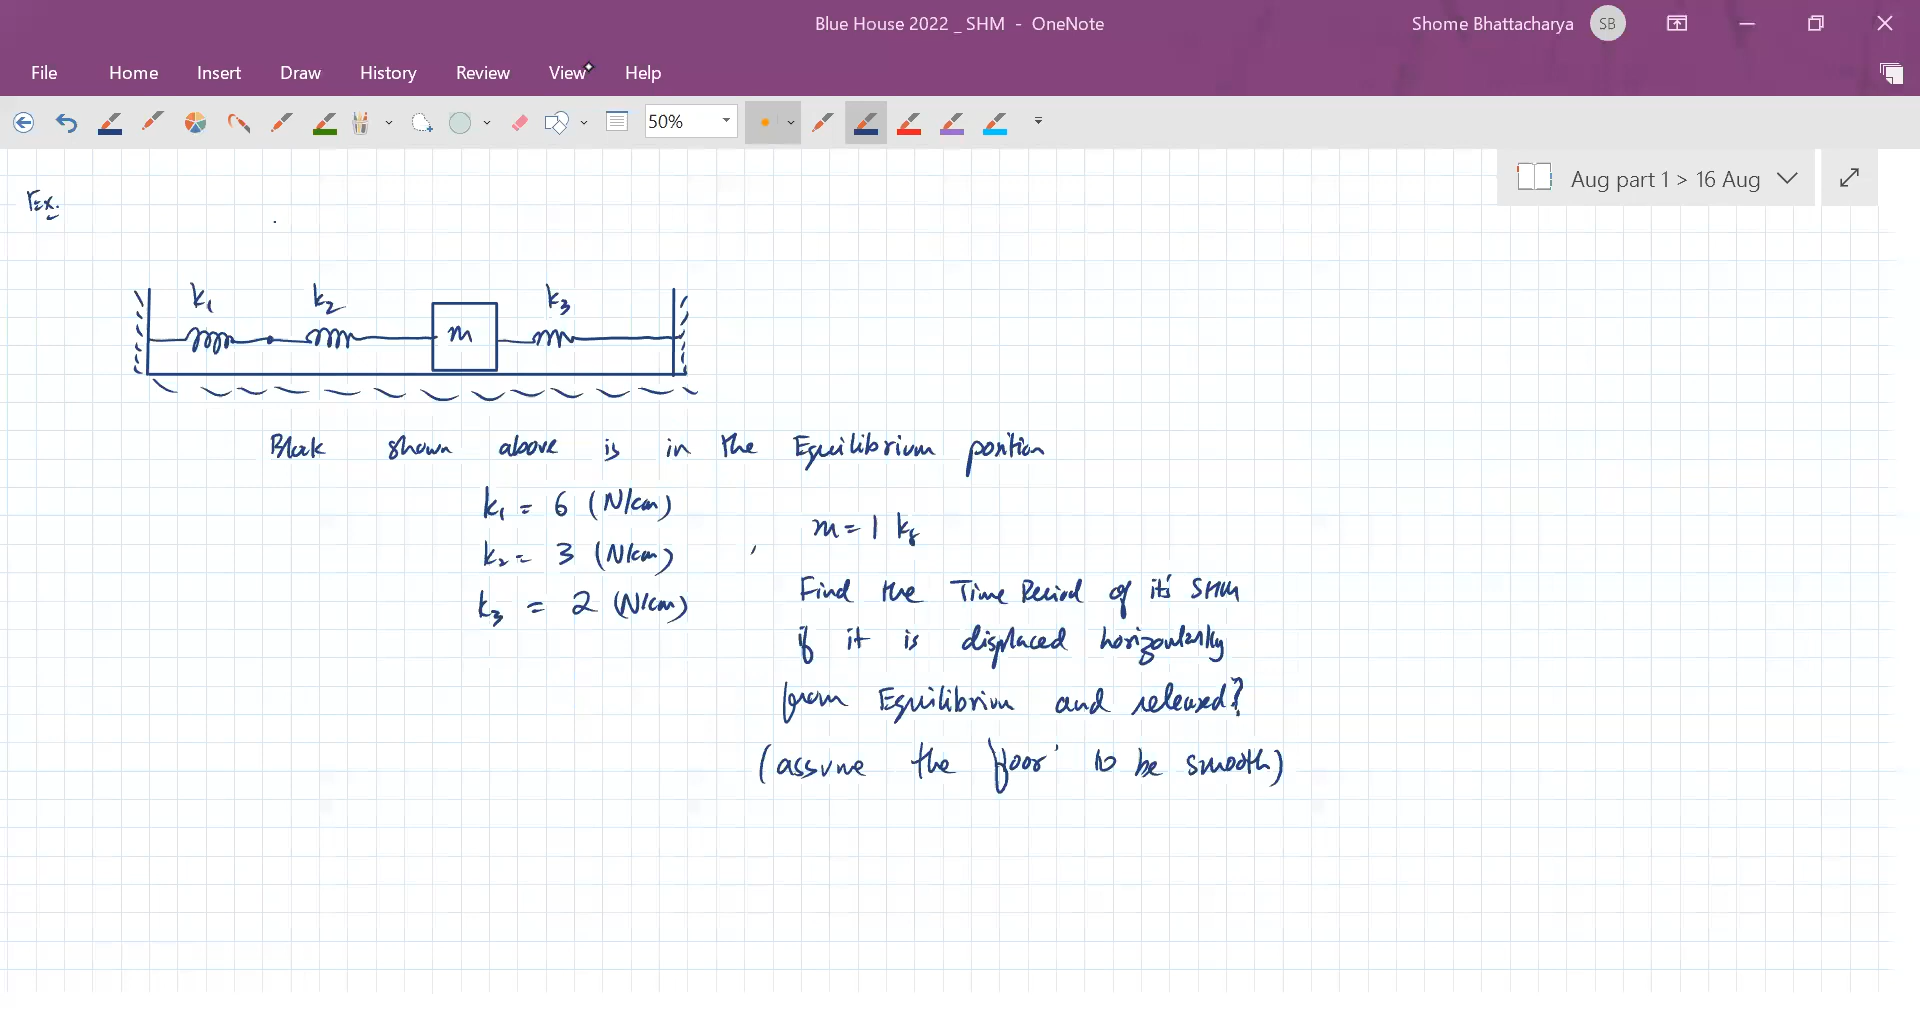 Blue House 2022 _ SHM - OneNote
Shome Bhattacharya SB
File Home Insert Draw History Review View Help
50%
Aug part 1 > 16 Aug
Ex.
k₁ k₂ k₃
m
Block shown above is in the Equilibrium position
k₁ = 6 (N/cm)
m = 1 kg
k₂ = 3 (N/cm) ,
k₃ = 2 (N/cm)
Find the Time Period of it's SHM
if it is displaced horizontally
from Equilibrium and released?
(assume the floor to be smooth)